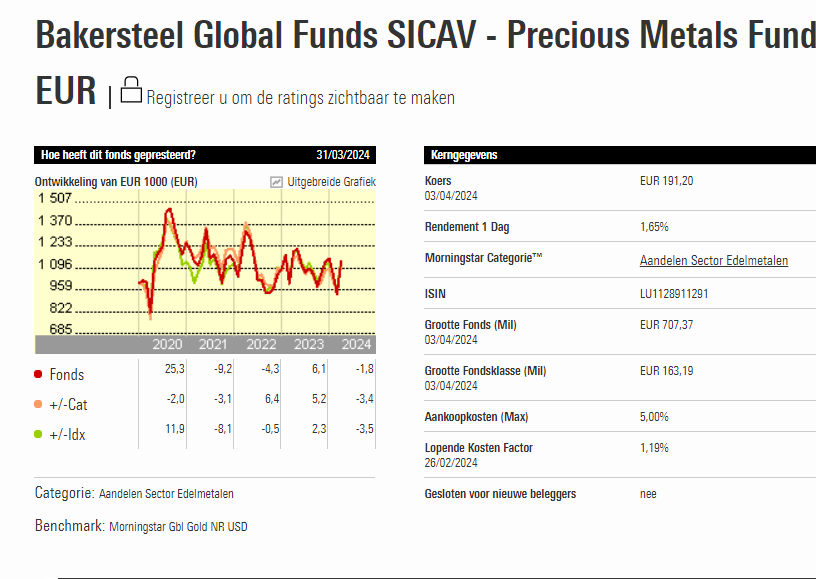 Bakersteel Global Funds SICAV - Precious Metals Fund
EUR | Registreer u om de ratings zichtbaar te maken
Hoe heeft dit fonds gepresteerd? 31/03/2024
Ontwikkeling van EUR 1000 (EUR) Uitgebreide Grafiek
1 507
1 370
1 233
1 096
959
822
685
2020 2021 2022 2023 2024
Fonds 25,3 -9,2 -4,3 6,1 -1,8
+/-Cat -2,0 -3,1 6,4 5,2 -3,4
+/-Idx 11,9 -8,1 -0,5 2,3 -3,5
Categorie: Aandelen Sector Edelmetalen
Benchmark: Morningstar Gbl Gold NR USD
Kerngegevens
Koers EUR 191,20
03/04/2024
Rendement 1 Dag 1,65%
Morningstar Categorie™ Aandelen Sector Edelmetalen
ISIN LU1128911291
Grootte Fonds (Mil) EUR 707,37
03/04/2024
Grootte Fondsklasse (Mil) EUR 163,19
03/04/2024
Aankoopkosten (Max) 5,00%
Lopende Kosten Factor 1,19%
26/02/2024
Gesloten voor nieuwe beleggers nee